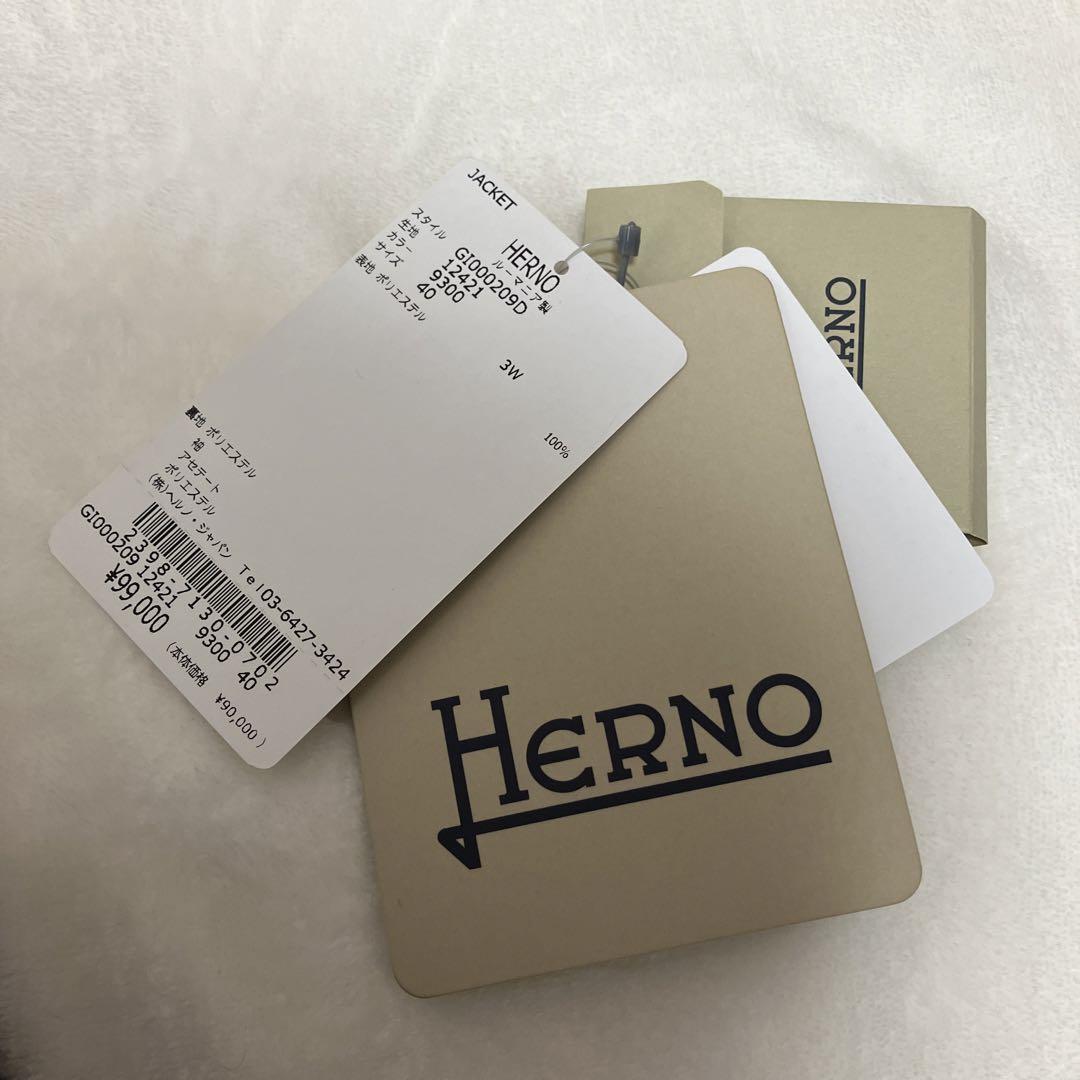 JACKET
HERNO
ルーマニア製
スタイル GI000209D
生地 12421
カラー 9300
サイズ 40
表地 ポリエステル
3W
100%
裏地 ポリエステル
袖
アセテート
ポリエステル
(株)ヘルノ・ジャパン Tel03-6427-3424
2398-7130-0702
GI000209 12421 9300 40
¥99,000
(本体価格 ¥90,000)
HERNO
ERNO